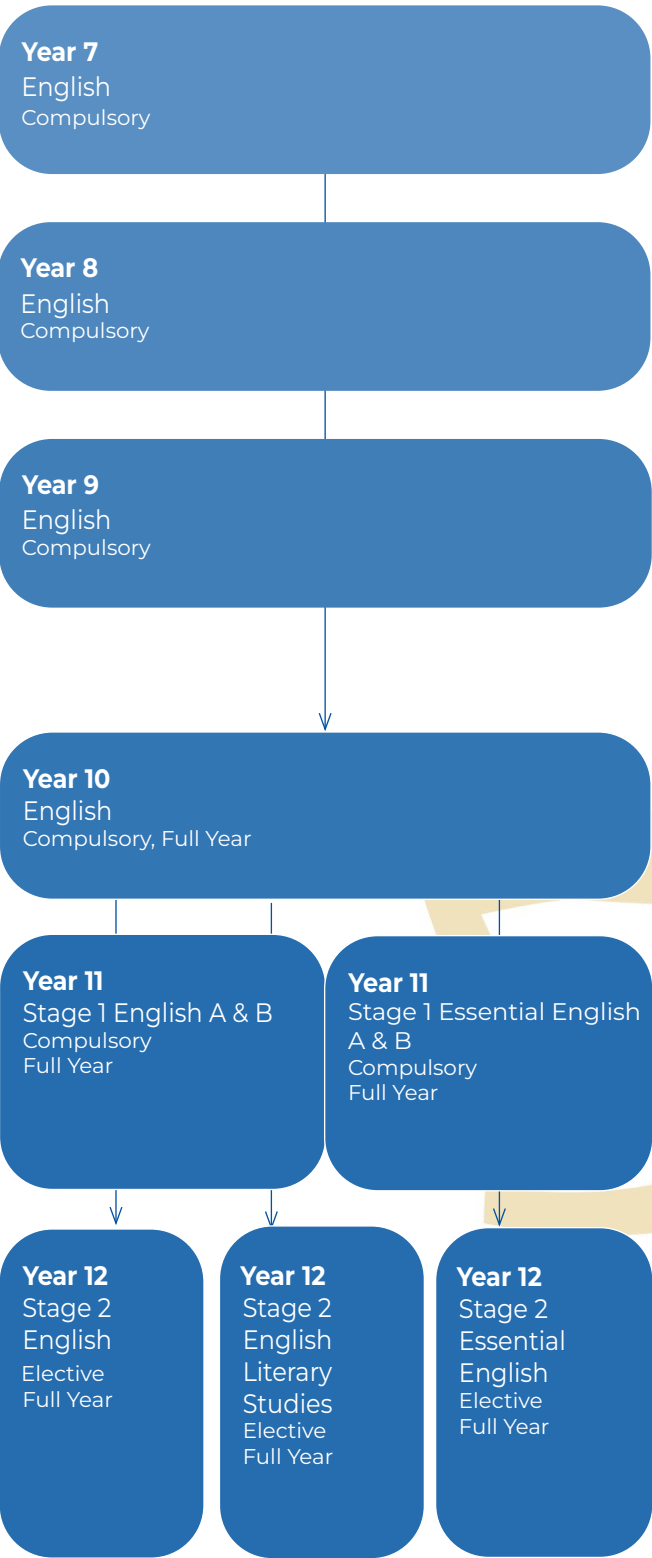 Year 7
English
Compulsory
Year 8
English
Compulsory
Year 9
English
Compulsory
Year 10
English
Compulsory, Full Year
Year 11
Stage 1 English A & B
Compulsory
Full Year
Year 11
Stage 1 Essential English
A & B
Compulsory
Full Year
Year 12
Stage 2
English
Elective
Full Year
Year 12
Stage 2
English
Literary
Studies
Elective
Full Year
Year 12
Stage 2
Essential
English
Elective
Full Year